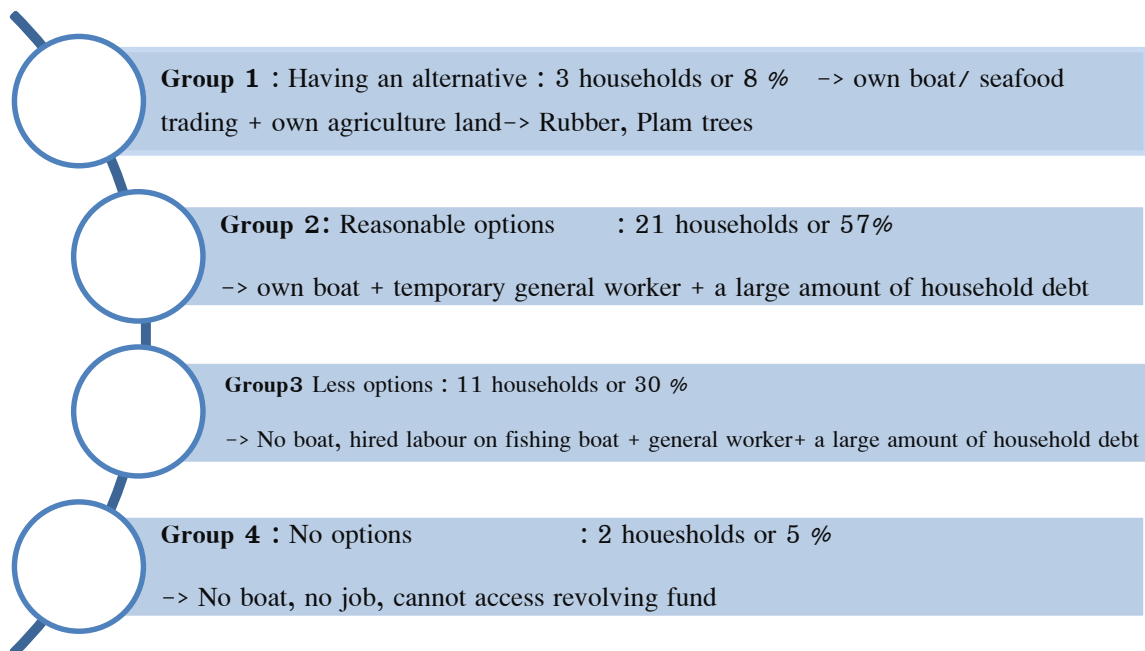 Group 1 : Having an alternative : 3 households or 8 % -> own boat/ seafood
trading + own agriculture land-> Rubber, Plam trees
Group 2: Reasonable options : 21 households or 57%
-> own boat + temporary general worker + a large amount of household debt
Group3 Less options : 11 households or 30 %
-> No boat, hired labour on fishing boat + general worker+ a large amount of household debt
Group 4 : No options : 2 houesholds or 5 %
-> No boat, no job, cannot access revolving fund